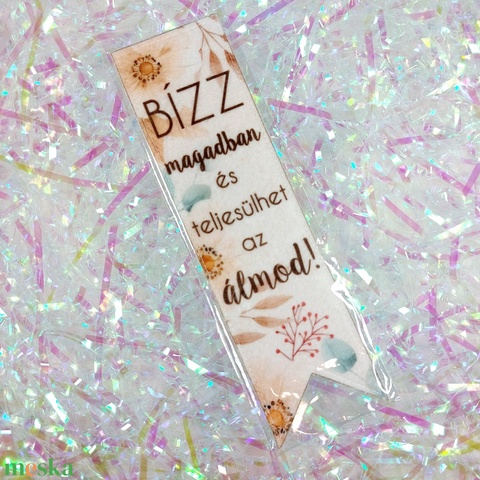 BÍZZ
magadban
és
teljesülhet
az
álmod!
meska